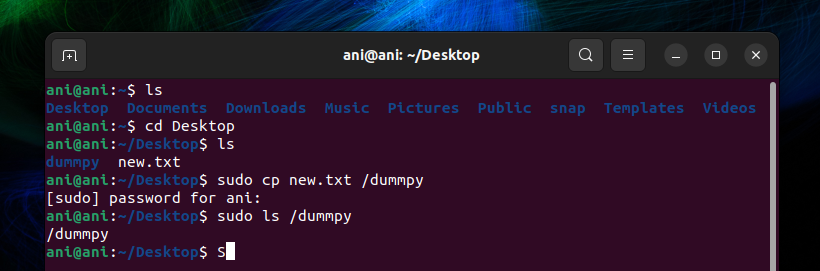 ani@ani: ~/Desktop
ani@ani:~$ ls
Desktop Documents Downloads Music Pictures Public snap Templates Videos
ani@ani:~$ cd Desktop
ani@ani:~/Desktop$ ls
dummpy new.txt
ani@ani:~/Desktop$ sudo cp new.txt /dummpy
[sudo] password for ani:
ani@ani:~/Desktop$ sudo ls /dummpy
/dummpy
ani@ani:~/Desktop$ S